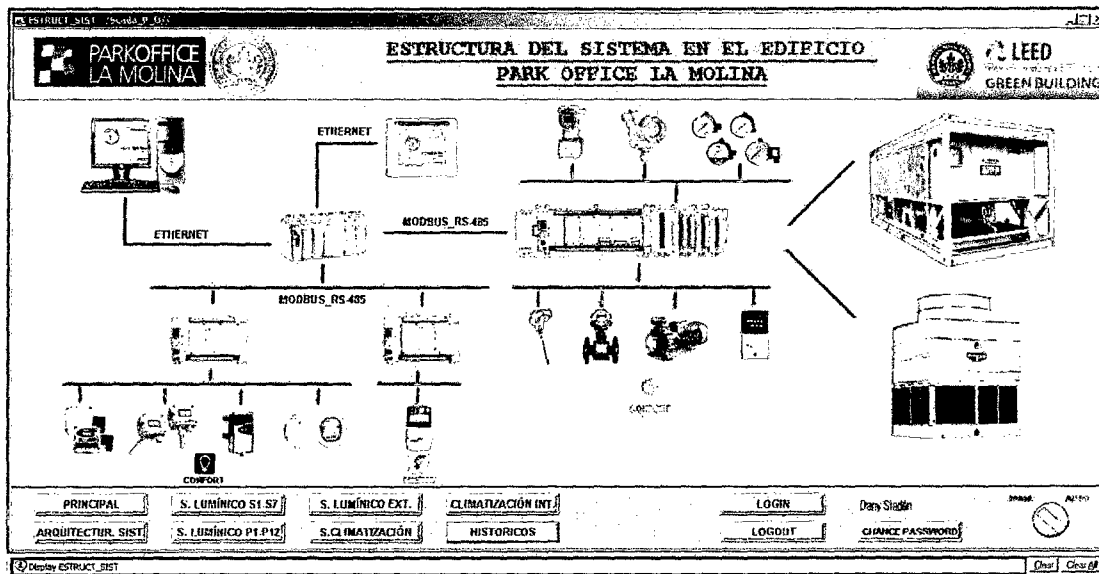 ESTRUCT_SIST
PARKOFFICE
LA MOLINA
ESTRUCTURA DEL SISTEMA EN EL EDIFICIO
PARK OFFICE LA MOLINA
LEED
GREEN BUILDING
ETHERNET
ETHERNET
MODBUS_RS-485
MODBUS_RS-485
CONFORT
CONFORT
PRINCIPAL
S. LUMÍNICO S1.S7
S. LUMÍNICO EXT.
CLIMATIZACIÓN INT.
LOGIN
ARQUITECTUR. SIST
S. LUMÍNICO P1-P12
S.CLIMATIZACIÓN
HISTORICOS
LOGOUT
CHANGE PASSWORD
Display ESTRUCT_SIST
Clear
Clear All